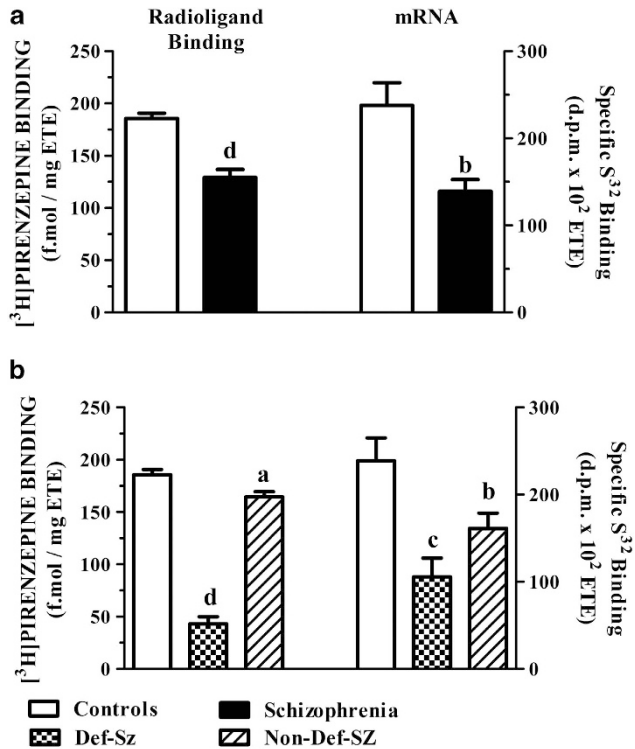 a
Radioligand
Binding
mRNA
[³H]PIRENZEPINE BINDING
(f.mol / mg ETE)
250
200
150
100
50
0
d
b
300
200
100
0
Specific S³² Binding
(d.p.m. x 10² ETE)
b
[³H]PIRENZEPINE BINDING
(f.mol / mg ETE)
250
200
150
100
50
0
d
a
c
b
300
200
100
0
Specific S³² Binding
(d.p.m. x 10² ETE)
Controls
Schizophrenia
Def-Sz
Non-Def-SZ